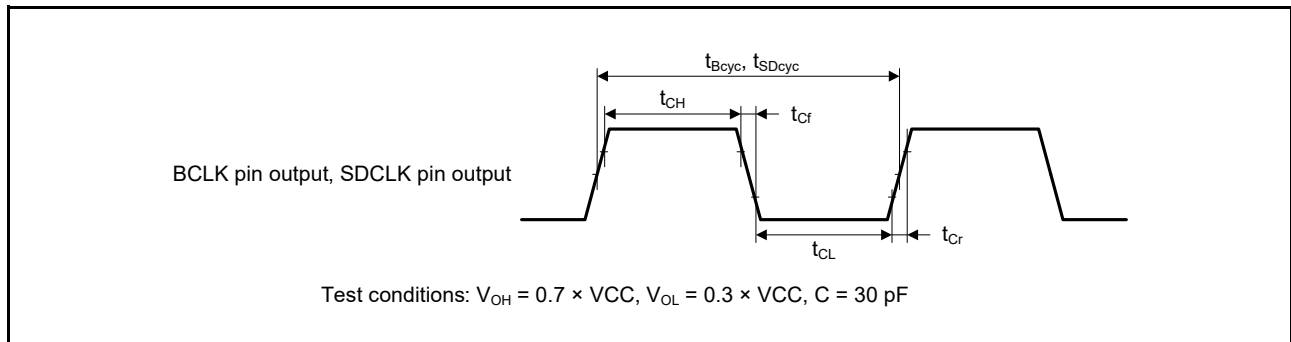 tBcyc, tSDcyc
tCH
tCf
BCLK pin output, SDCLK pin output
tCL
tCr
Test conditions: VOH = 0.7 × VCC, VOL = 0.3 × VCC, C = 30 pF